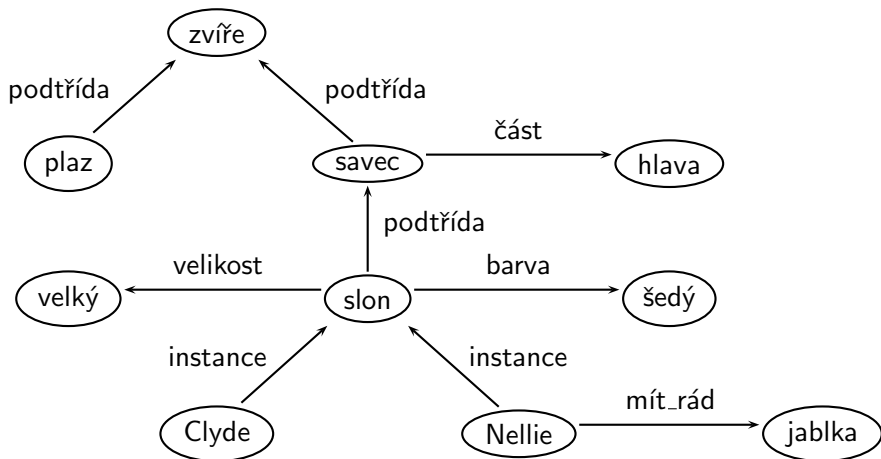 zvíře
podtřída podtřída
část
plaz savec hlava
podtřída
velikost barva
velký slon šedý
instance instance
mít_rád
Clyde Nellie jablka